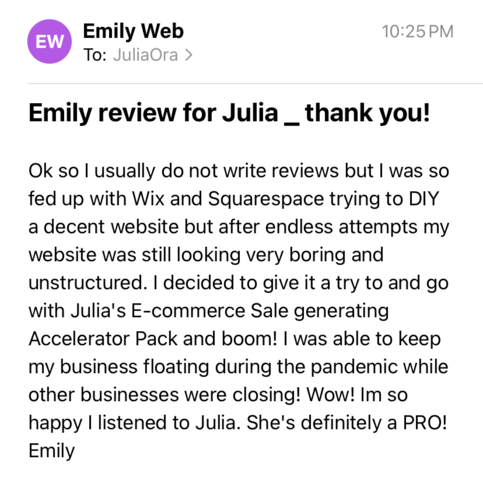 EW
Emily Web
10:25 PM
To: JuliaOra >
Emily review for Julia _ thank you!
Ok so I usually do not write reviews but I was so
fed up with Wix and Squarespace trying to DIY
a decent website but after endless attempts my
website was still looking very boring and
unstructured. I decided to give it a try to and go
with Julia's E-commerce Sale generating
Accelerator Pack and boom! I was able to keep
my business floating during the pandemic while
other businesses were closing! Wow! Im so
happy I listened to Julia. She's definitely a PRO!
Emily